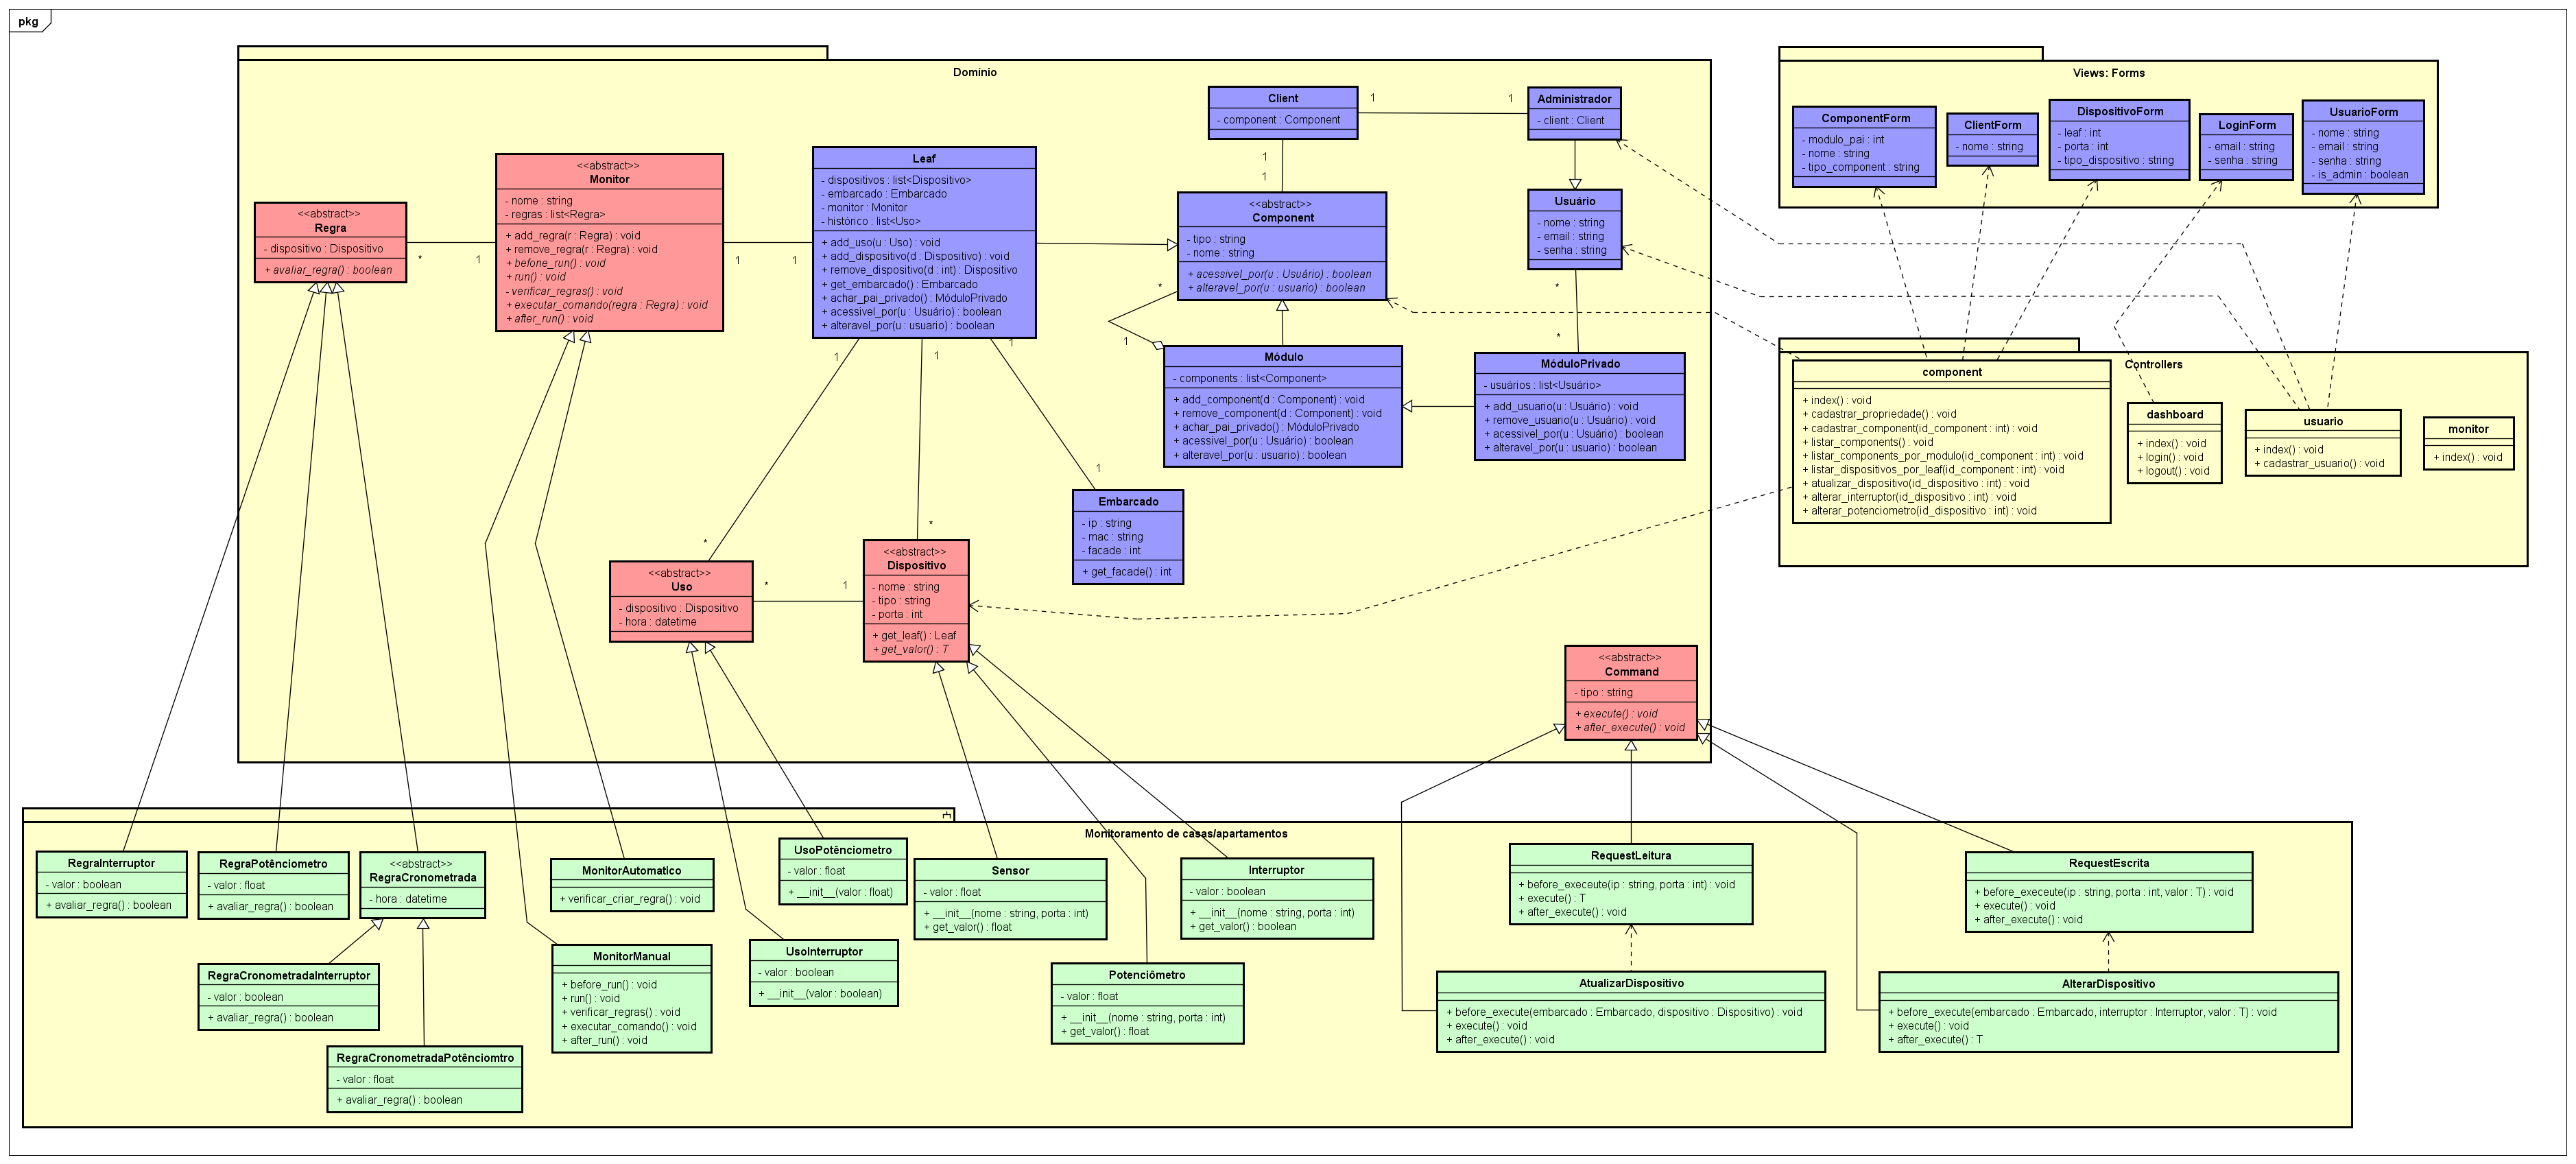 pkg
Domínio
<<abstract>>
Regra
- dispositivo : Dispositivo
+ avaliar_regra() : boolean
*
1
<<abstract>>
Monitor
- nome : string
- regras : list<Regra>
+ add_regra(r : Regra) : void
+ remove_regra(r : Regra) : void
+ befone_run() : void
+ run() : void
- verificar_regras() : void
+ executar_comando(regra : Regra) : void
+ after_run() : void
1
1
Leaf
- dispositivos : list<Dispositivo>
- embarcado : Embarcado
- monitor : Monitor
- histórico : list<Uso>
+ add_uso(u : Uso) : void
+ add_dispositivo(d : Dispositivo) : void
+ remove_dispositivo(d : int) : Dispositivo
+ get_embarcado() : Embarcado
+ achar_pai_privado() : MóduloPrivado
+ acessivel_por(u : Usuário) : boolean
+ alteravel_por(u : usuario) : boolean
1
1
1
Client
- component : Component
1
1
1
1
Administrador
- client : Client
<<abstract>>
Component
- tipo : string
- nome : string
+ acessivel_por(u : Usuário) : boolean
+ alteravel_por(u : usuario) : boolean
*
1
Usuário
- nome : string
- email : string
- senha : string
*
*
Módulo
- components : list<Component>
+ add_component(d : Component) : void
+ remove_component(d : Component) : void
+ achar_pai_privado() : MóduloPrivado
+ acessivel_por(u : Usuário) : boolean
+ alteravel_por(u : usuario) : boolean
MóduloPrivado
- usuários : list<Usuário>
+ add_usuario(u : Usuário) : void
+ remove_usuario(u : Usuário) : void
+ acessivel_por(u : Usuário) : boolean
+ alteravel_por(u : usuario) : boolean
1
Embarcado
- ip : string
- mac : string
- facade : int
+ get_facade() : int
*
<<abstract>>
Uso
- dispositivo : Dispositivo
- hora : datetime
*
1
*
<<abstract>>
Dispositivo
- nome : string
- tipo : string
- porta : int
+ get_leaf() : Leaf
+ get_valor() : T
<<abstract>>
Command
- tipo : string
+ execute() : void
+ after_execute() : void
Views: Forms
ComponentForm
- modulo_pai : int
- nome : string
- tipo_component : string
ClientForm
- nome : string
DispositivoForm
- leaf : int
- porta : int
- tipo_dispositivo : string
LoginForm
- email : string
- senha : string
UsuarioForm
- nome : string
- email : string
- senha : string
- is_admin : boolean
Controllers
component
+ index() : void
+ cadastrar_propriedade() : void
+ cadastrar_component(id_component : int) : void
+ listar_components() : void
+ listar_components_por_modulo(id_component : int) : void
+ listar_dispositivos_por_leaf(id_component : int) : void
+ atualizar_dispositivo(id_dispositivo : int) : void
+ alterar_interruptor(id_dispositivo : int) : void
+ alterar_potenciometro(id_dispositivo : int) : void
dashboard
+ index() : void
+ login() : void
+ logout() : void
usuario
+ index() : void
+ cadastrar_usuario() : void
monitor
+ index() : void
Monitoramento de casas/apartamentos
RegraInterruptor
- valor : boolean
+ avaliar_regra() : boolean
RegraPotênciometro
- valor : float
+ avaliar_regra() : boolean
<<abstract>>
RegraCronometrada
- hora : datetime
RegraCronometradaInterruptor
- valor : boolean
+ avaliar_regra() : boolean
RegraCronometradaPotênciomtro
- valor : float
+ avaliar_regra() : boolean
MonitorAutomatico
+ verificar_criar_regra() : void
MonitorManual
+ before_run() : void
+ run() : void
+ verificar_regras() : void
+ executar_comando() : void
+ after_run() : void
UsoPotênciometro
- valor : float
+ __init__(valor : float)
UsoInterruptor
- valor : boolean
+ __init__(valor : boolean)
Sensor
- valor : float
+ __init__(nome : string, porta : int)
+ get_valor() : float
Potenciômetro
- valor : float
+ __init__(nome : string, porta : int)
+ get_valor() : float
Interruptor
- valor : boolean
+ __init__(nome : string, porta : int)
+ get_valor() : boolean
RequestLeitura
+ before_execeute(ip : string, porta : int) : void
+ execute() : T
+ after_execute() : void
AtualizarDispositivo
+ before_execute(embarcado : Embarcado, dispositivo : Dispositivo) : void
+ execute() : void
+ after_execute() : void
RequestEscrita
+ before_execeute(ip : string, porta : int, valor : T) : void
+ execute() : void
+ after_execute() : void
AlterarDispositivo
+ before_execute(embarcado : Embarcado, interruptor : Interruptor, valor : T) : void
+ execute() : void
+ after_execute() : T